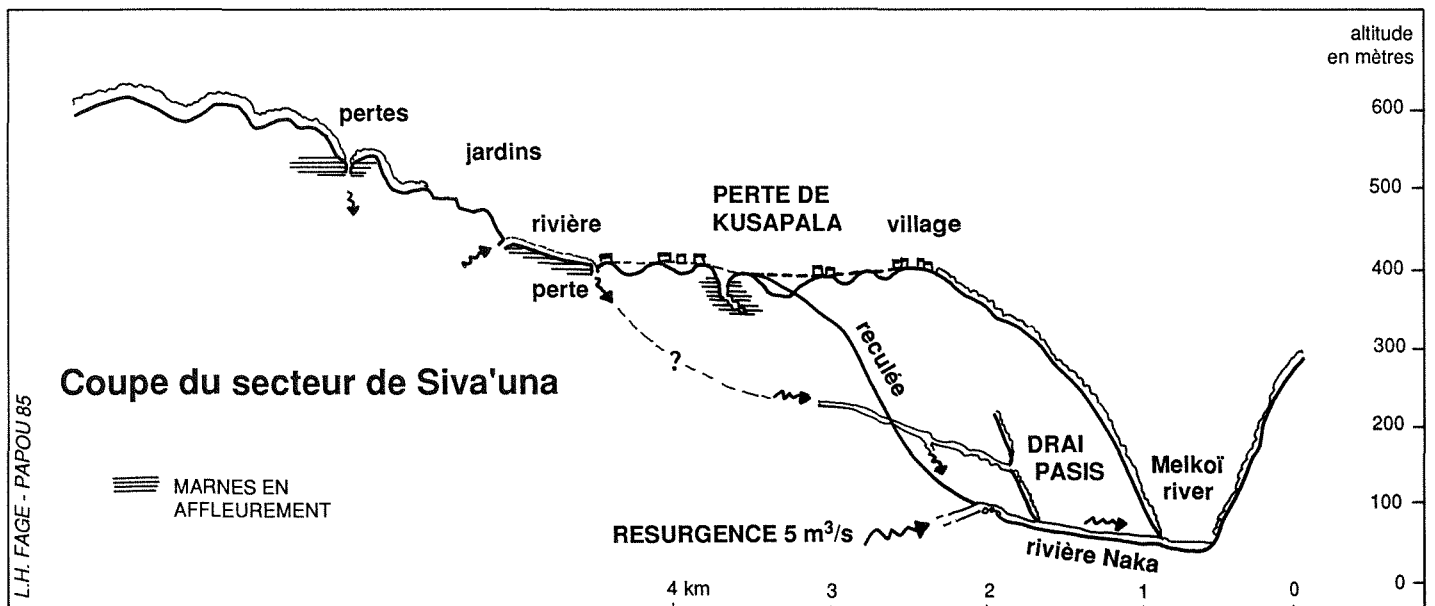 altitude
en mètres
600
pertes
jardins
500
PERTE DE
KUSAPALA
village
rivière
400
perte
reculée
300
?
Coupe du secteur de Siva'una
200
DRAI
PASIS
Melkoï
river
MARNES EN
AFFLEUREMENT
100
RESURGENCE 5 m³/s
rivière Naka
4 km
3
2
1
0
0
L.H. FAGE - PAPOU 85